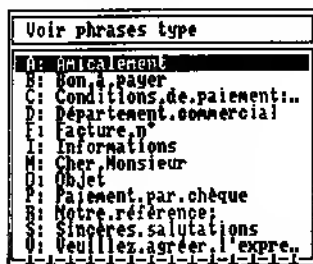 Voir phrases type
A: Amicalement
B: Bon.à.payer
C: Conditions.de.paiement:..
D: Département.commercial
F: Facture.n°
I: Informations
M: Cher.Monsieur
O: Objet
P: Paiement.par.chèque
R: Notre.référence:
S: Sincères.salutations
V: Veuillez.agréer.l'expre..